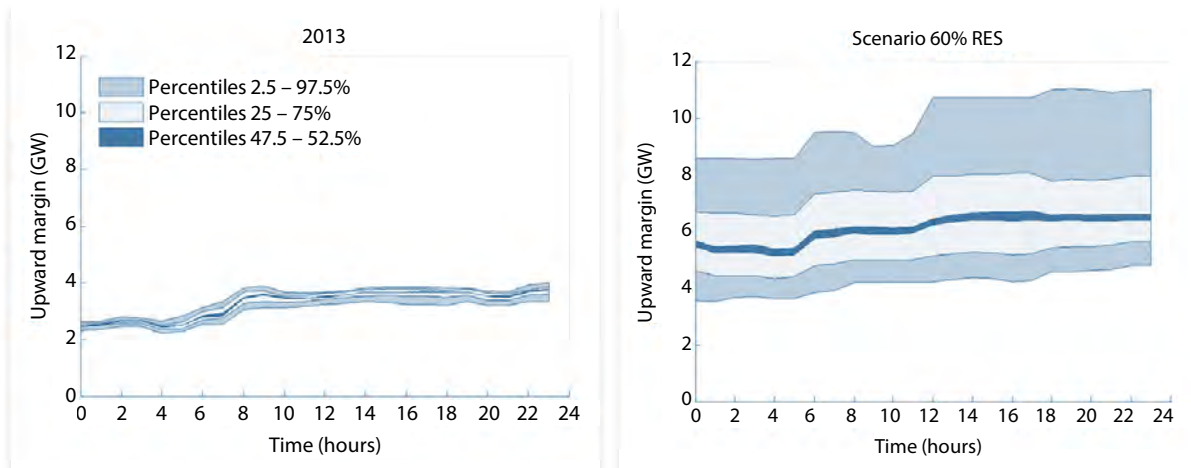 2013
12
10
8
6
4
2
0
Upward margin (GW)
Percentiles 2.5 – 97.5%
Percentiles 25 – 75%
Percentiles 47.5 – 52.5%
0 2 4 6 8 10 12 14 16 18 20 22 24
Time (hours)
Scenario 60% RES
12
10
8
6
4
2
0
Upward margin (GW)
0 2 4 6 8 10 12 14 16 18 20 22 24
Time (hours)